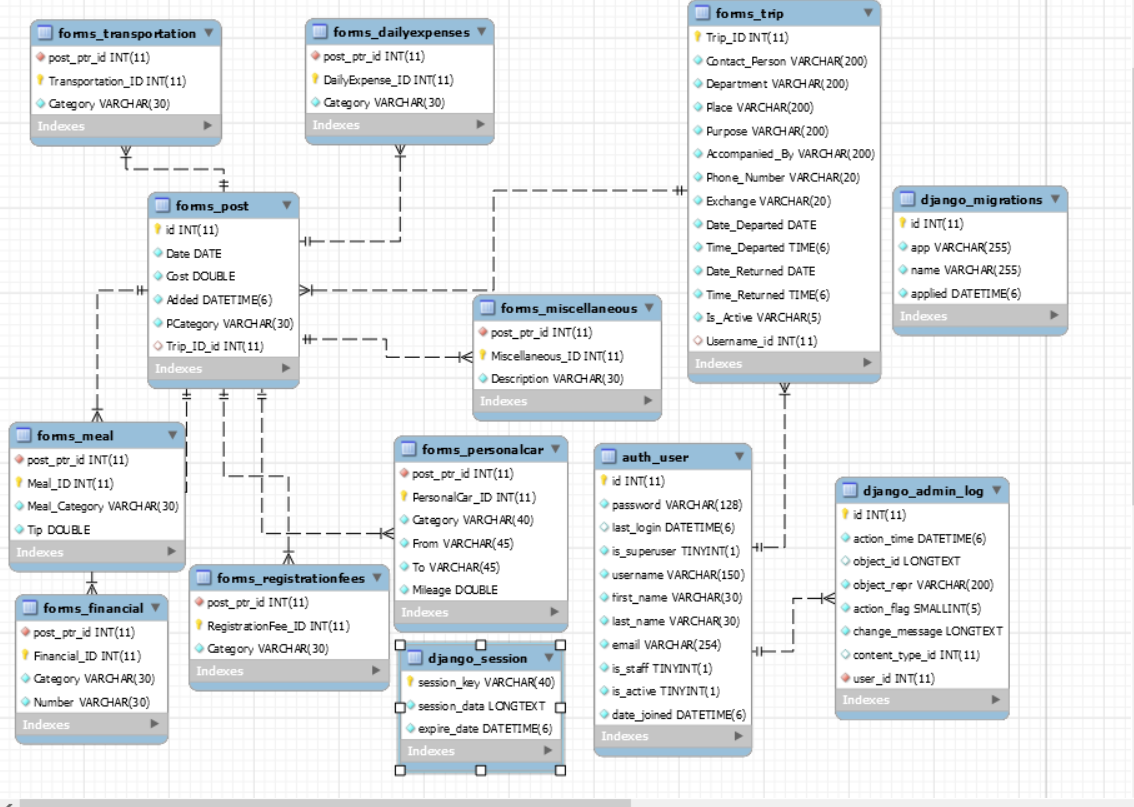 forms_transportation
post_ptr_id INT(11)
Transportation_ID INT(11)
Category VARCHAR(30)
Indexes
forms_dailyexpenses
post_ptr_id INT(11)
DailyExpense_ID INT(11)
Category VARCHAR(30)
Indexes
forms_trip
Trip_ID INT(11)
Contact_Person VARCHAR(200)
Department VARCHAR(200)
Place VARCHAR(200)
Purpose VARCHAR(200)
Accompanied_By VARCHAR(200)
Phone_Number VARCHAR(20)
Exchange VARCHAR(20)
Date_Departed DATE
Time_Departed TIME(6)
Date_Returned DATE
Time_Returned TIME(6)
Is_Active VARCHAR(5)
Username_id INT(11)
Indexes
forms_post
id INT(11)
Date DATE
Cost DOUBLE
Added DATETIME(6)
PCategory VARCHAR(30)
Trip_ID_id INT(11)
Indexes
django_migrations
id INT(11)
app VARCHAR(255)
name VARCHAR(255)
applied DATETIME(6)
Indexes
forms_miscellaneous
post_ptr_id INT(11)
Miscellaneous_ID INT(11)
Description VARCHAR(30)
Indexes
forms_meal
post_ptr_id INT(11)
Meal_ID INT(11)
Meal_Category VARCHAR(30)
Tip DOUBLE
Indexes
forms_personalcar
post_ptr_id INT(11)
PersonalCar_ID INT(11)
Category VARCHAR(40)
From VARCHAR(45)
To VARCHAR(45)
Mileage DOUBLE
Indexes
auth_user
id INT(11)
password VARCHAR(128)
last_login DATETIME(6)
is_superuser TINYINT(1)
username VARCHAR(150)
first_name VARCHAR(30)
last_name VARCHAR(30)
email VARCHAR(254)
is_staff TINYINT(1)
is_active TINYINT(1)
date_joined DATETIME(6)
Indexes
django_admin_log
id INT(11)
action_time DATETIME(6)
object_id LONGTEXT
object_repr VARCHAR(200)
action_flag SMALLINT(5)
change_message LONGTEXT
content_type_id INT(11)
user_id INT(11)
Indexes
forms_registrationfees
post_ptr_id INT(11)
RegistrationFee_ID INT(11)
Category VARCHAR(30)
Indexes
forms_financial
post_ptr_id INT(11)
Financial_ID INT(11)
Category VARCHAR(30)
Number VARCHAR(30)
Indexes
django_session
session_key VARCHAR(40)
session_data LONGTEXT
expire_date DATETIME(6)
Indexes